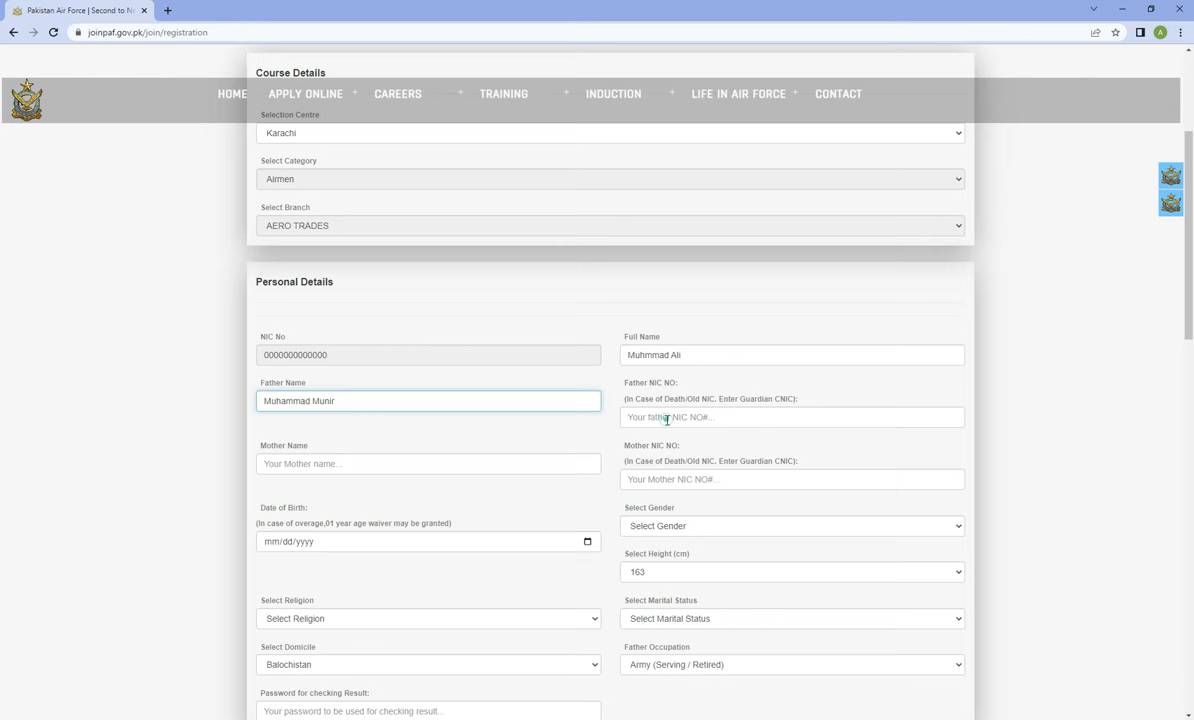 Pakistan Air Force | Second to No
joinpaf.gov.pk/join/registration
A
Course Details
HOME APPLY ONLINE + CAREERS + TRAINING + INDUCTION + LIFE IN AIR FORCE + CONTACT
Selection Centre
Karachi
Select Category
Airmen
Select Branch
AERO TRADES
Personal Details
NIC No
0000000000000
Full Name
Muhmmad Ali
Father Name
Muhammad Munir
Father NIC NO:
(In Case of Death/Old NIC. Enter Guardian CNIC):
Your father NIC NO#...
Mother Name
Your Mother name...
Mother NIC NO:
(In Case of Death/Old NIC. Enter Guardian CNIC):
Your Mother NIC NO#...
Date of Birth:
(In case of overage,01 year age waiver may be granted)
mm/dd/yyyy
Select Gender
Select Gender
Select Height (cm)
163
Select Religion
Select Religion
Select Marital Status
Select Marital Status
Select Domicile
Balochistan
Father Occupation
Army (Serving / Retired)
Password for checking Result:
Your password to be used for checking result...